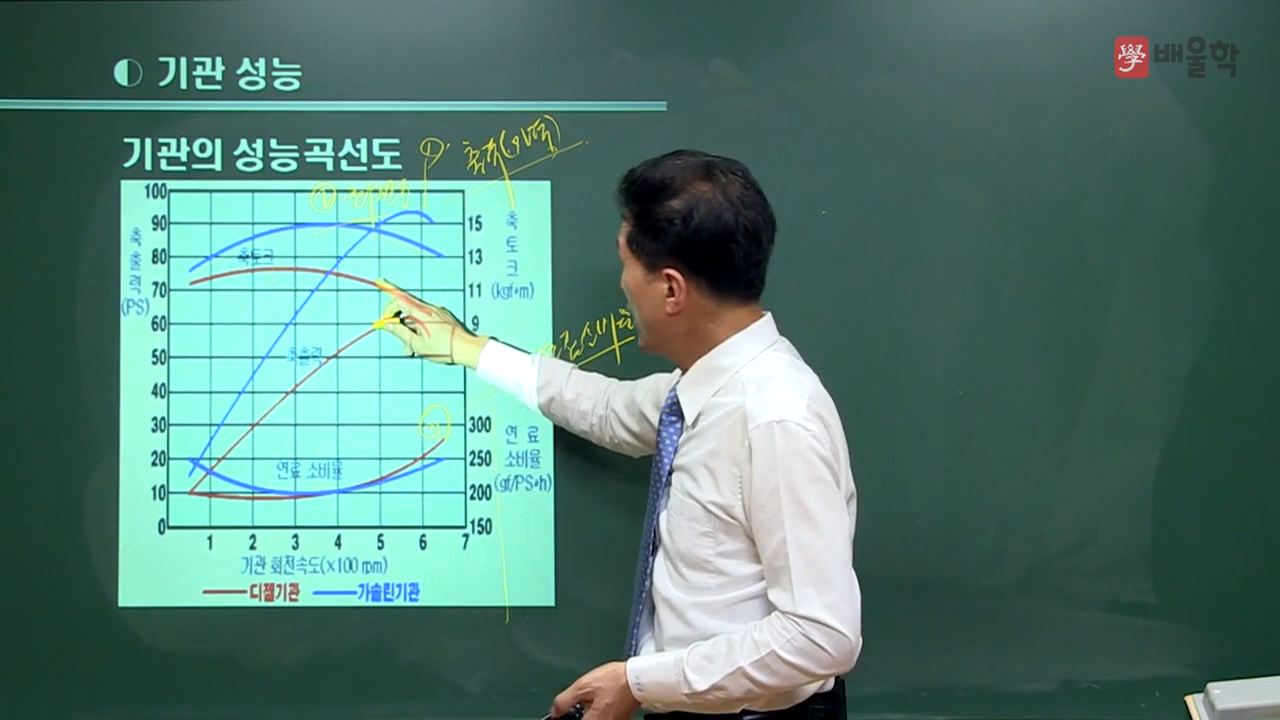 기관 성능
學 배울학
기관의 성능곡선도
100
90
80
70
60
50
40
30
20
10
0
축출력
(PS)
15
13
11
9
축
토
크
(kgf•m)
300
250
200
150
연 료
소비율
(gf/PS•h)
축토크
축출력
연료 소비율
1 2 3 4 5 6 7
기관 회전속도(×100 rpm)
디젤기관 가솔린기관